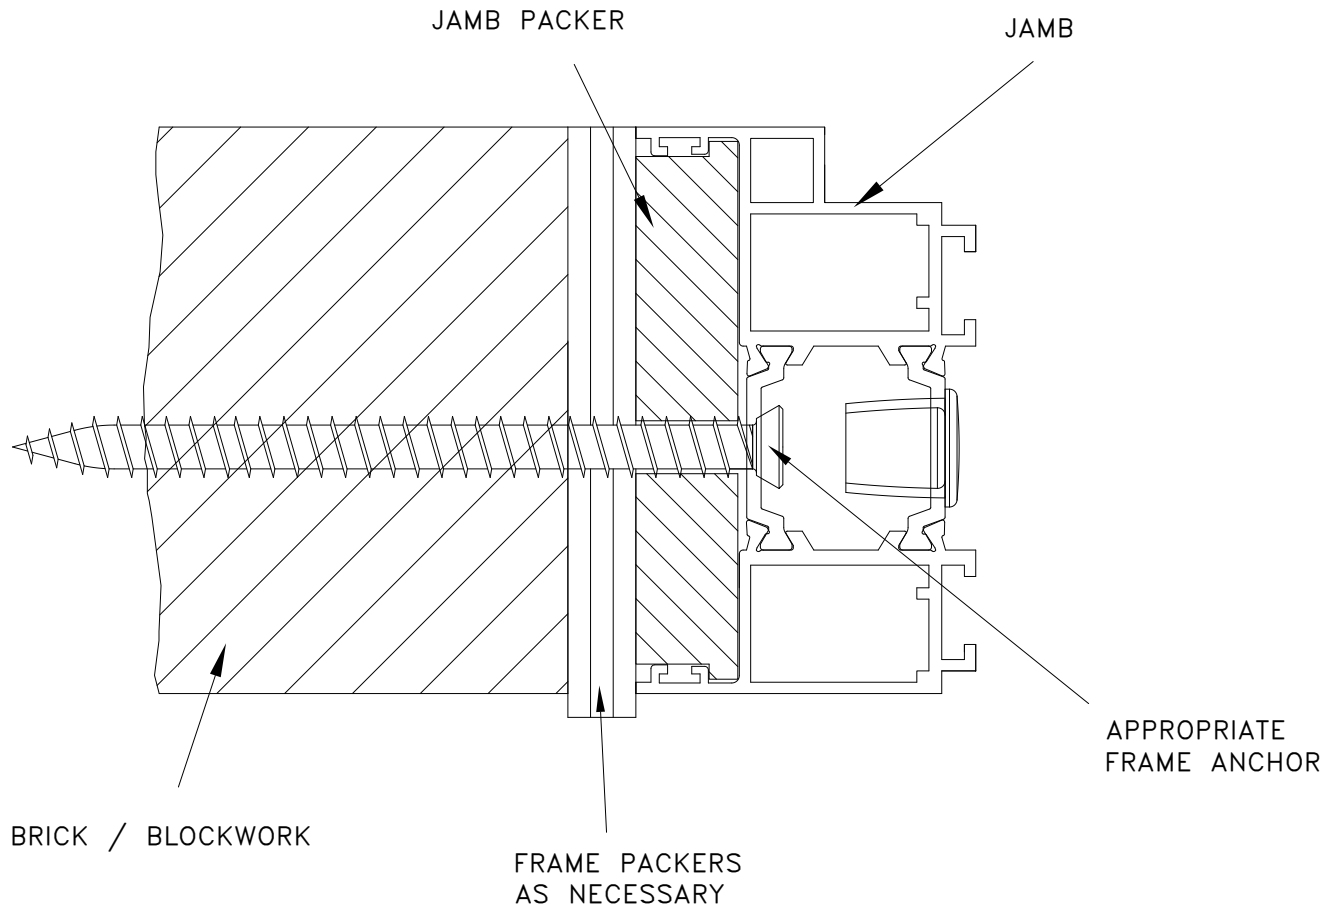 JAMB PACKER
JAMB
APPROPRIATE
FRAME ANCHOR
BRICK / BLOCKWORK
FRAME PACKERS
AS NECESSARY